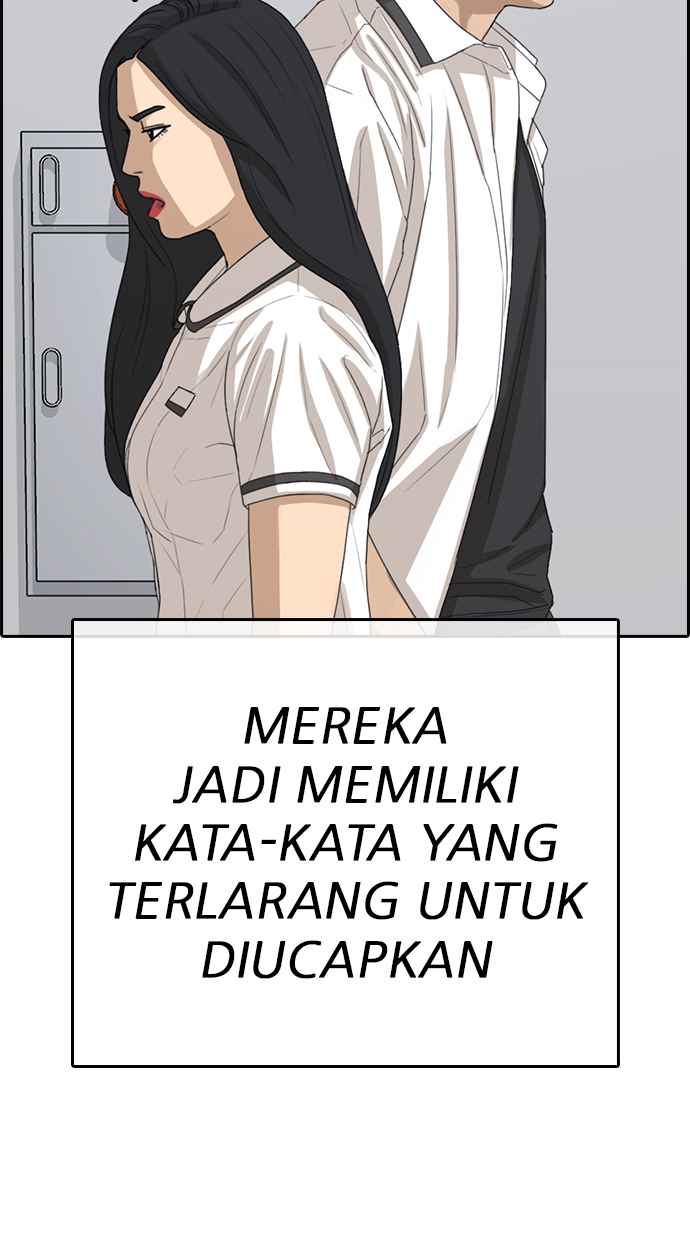 MEREKA
JADI MEMILIKI
KATA-KATA YANG
TERLARANG UNTUK
DIUCAPKAN